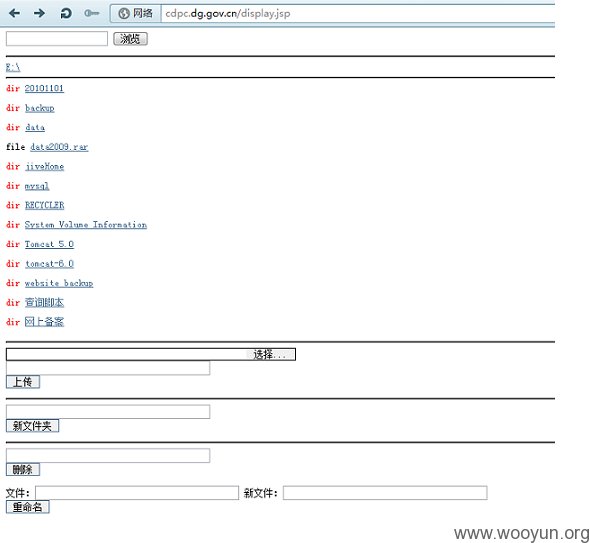 网络 cdpc.dg.gov.cn/display.jsp
浏览
E:\
dir 20101101
dir backup
dir data
file data2009.rar
dir jiveHome
dir mysql
dir RECYCLER
dir System Volume Information
dir Tomcat 5.0
dir tomcat-6.0
dir website backup
dir 查询脚本
dir 网上备案
选择...
上传
新文件夹
删除
文件： 新文件：
重命名
www.wooyun.org